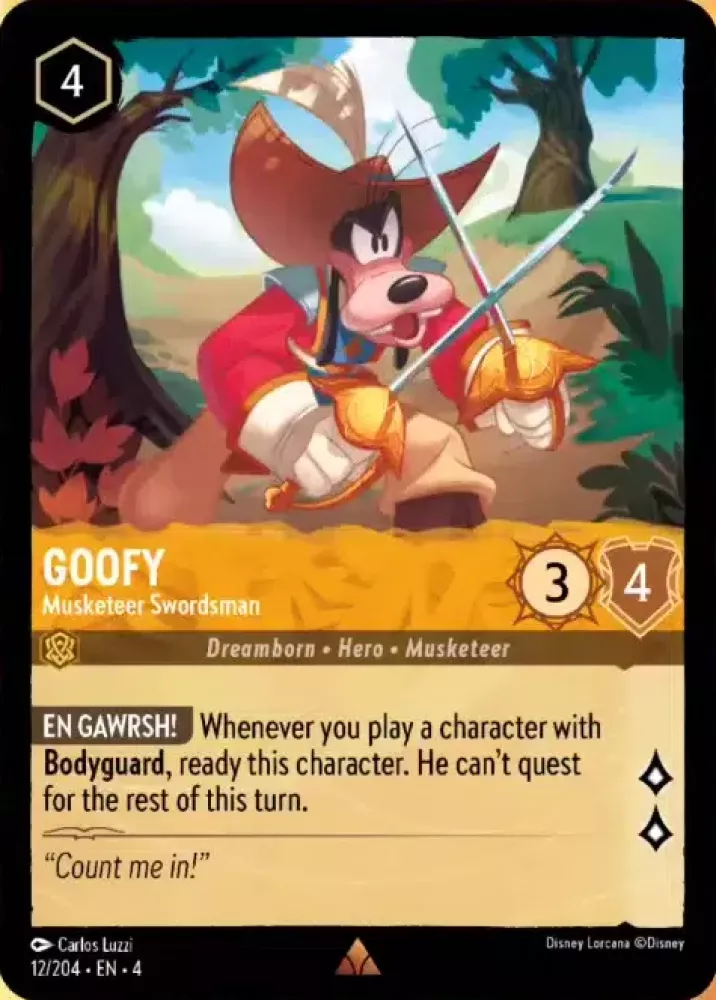 4
GOOFY
Musketeer Swordsman
3
4
Dreamborn • Hero • Musketeer
EN GAWRSH! Whenever you play a character with
Bodyguard, ready this character. He can't quest
for the rest of this turn.
“Count me in!”
Carlos Luzzi
Disney Lorcana ©Disney
12/204 • EN • 4